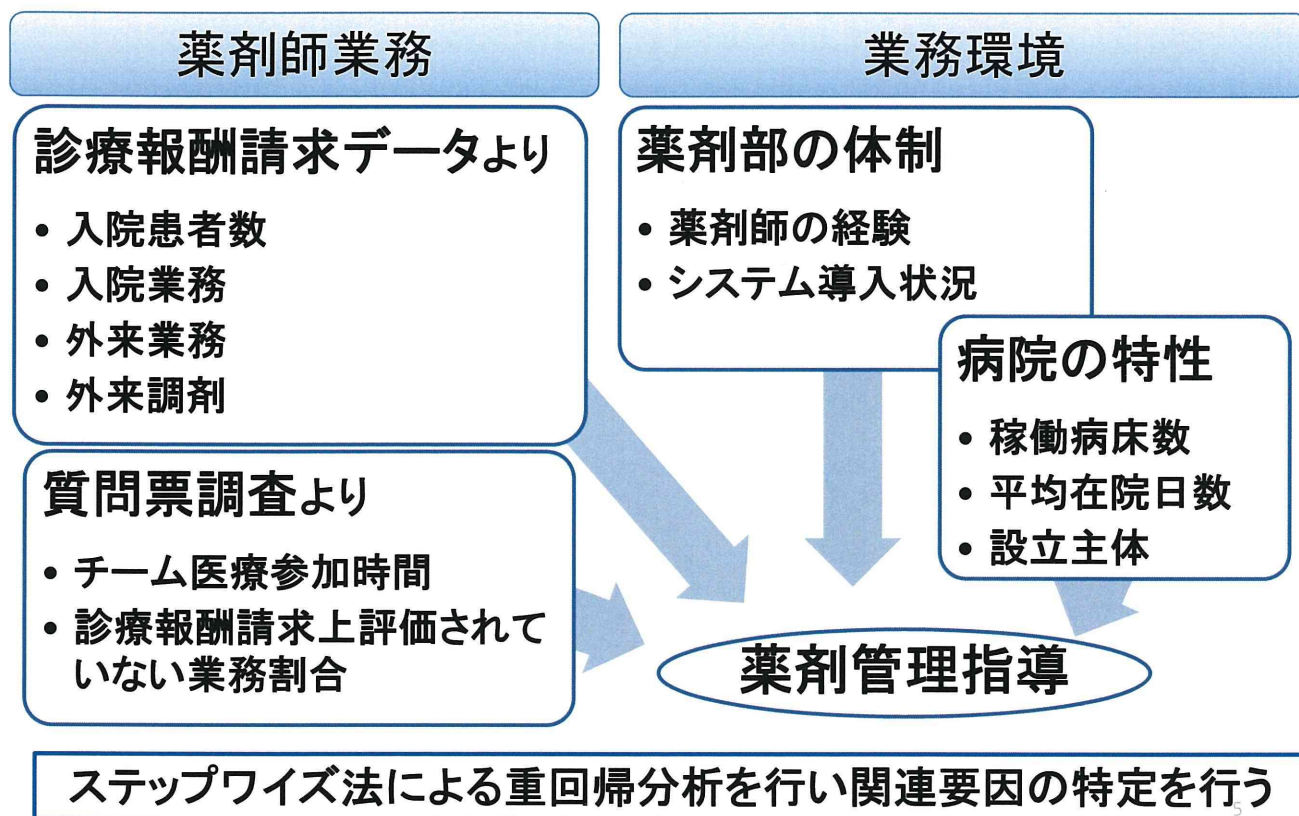 薬剤師業務
診療報酬請求データより
• 入院患者数
• 入院業務
• 外来業務
• 外来調剤
質問票調査より
• チーム医療参加時間
• 診療報酬請求上評価されて
いない業務割合
業務環境
薬剤部の体制
• 薬剤師の経験
• システム導入状況
病院の特性
• 稼働病床数
• 平均在院日数
• 設立主体
薬剤管理指導
ステップワイズ法による重回帰分析を行い関連要因の特定を行う
5